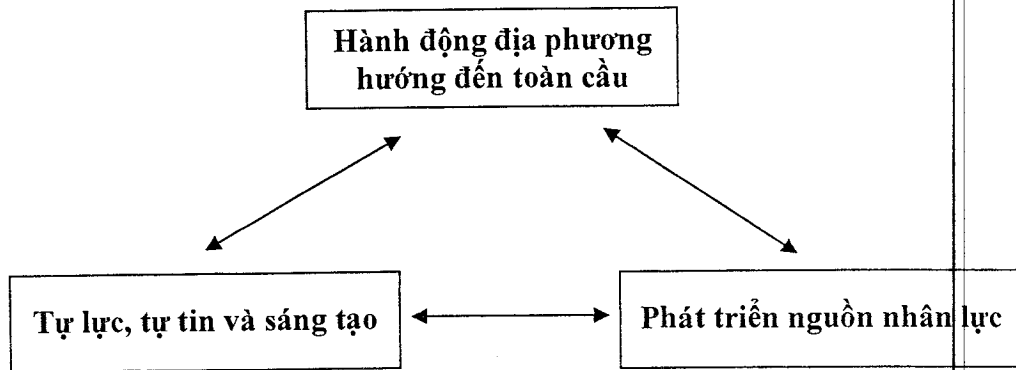 Hành động địa phương
hướng đến toàn cầu
Tự lực, tự tin và sáng tạo
Phát triển nguồn nhân lực